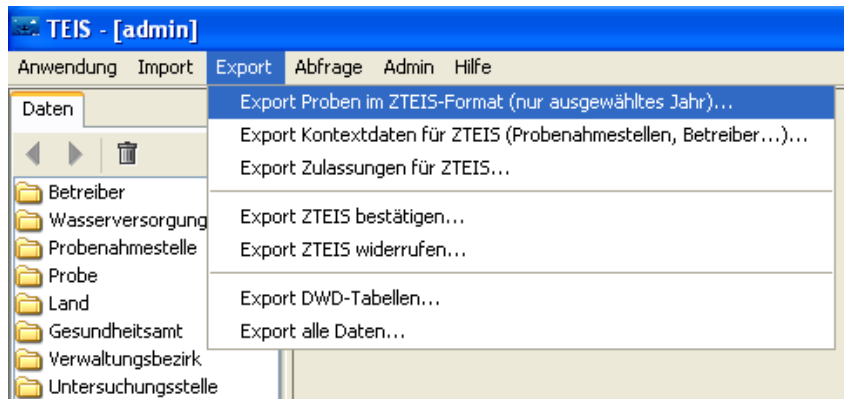 TEIS - [admin]
Anwendung Import Export Abfrage Admin Hilfe
Daten
Export Proben im ZTEIS-Format (nur ausgewähltes Jahr)...
Export Kontextdaten für ZTEIS (Probenahmestellen, Betreiber...)...
Export Zulassungen für ZTEIS...
Export ZTEIS bestätigen...
Export ZTEIS widerrufen...
Export DWD-Tabellen...
Export alle Daten...
Betreiber
Wasserversorgung
Probenahmestelle
Probe
Land
Gesundheitsamt
Verwaltungsbezirk
Untersuchungsstelle